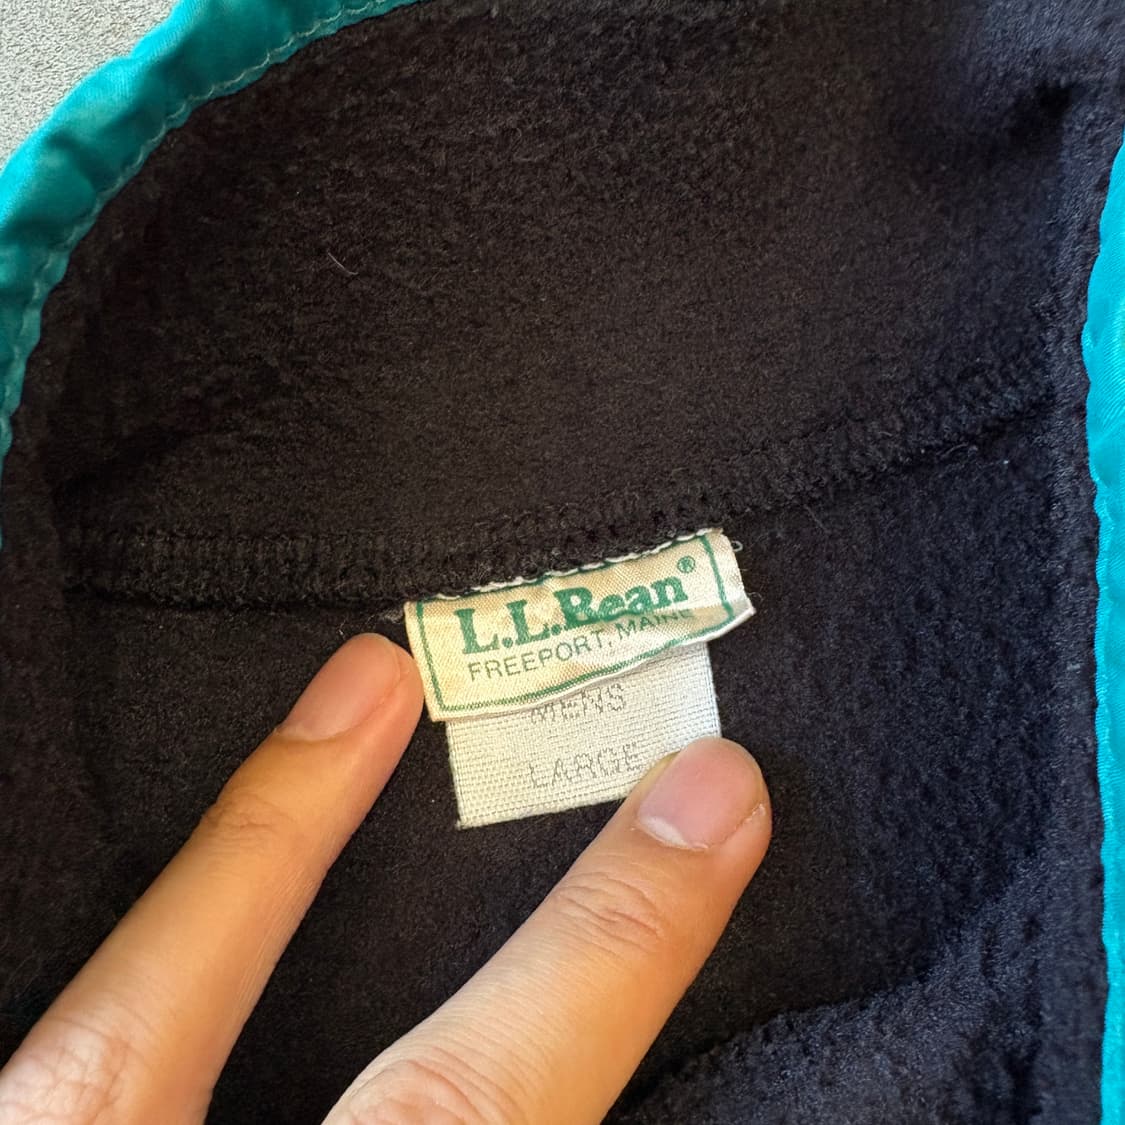 L.L.Bean®
FREEPORT, MAINE
MENS
LARGE